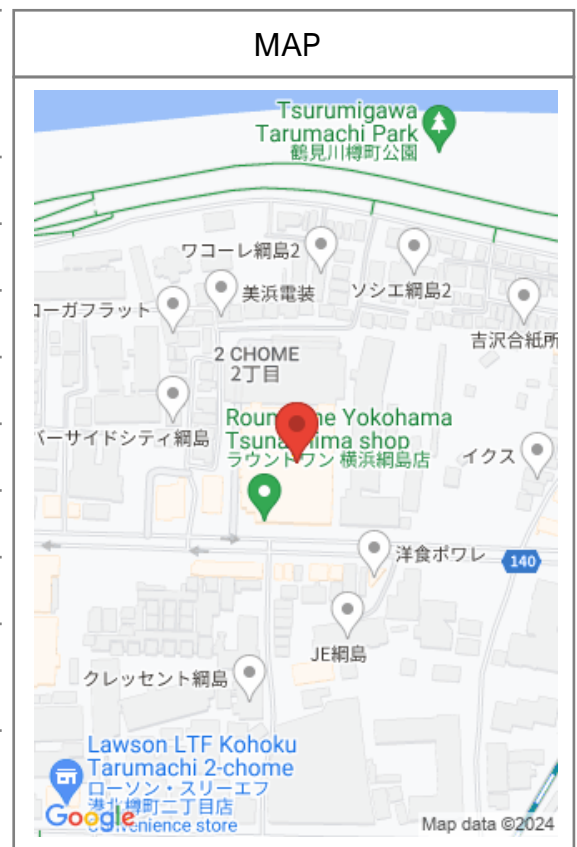 MAP
Tsurumigawa
Tarumachi Park
鶴見川樽町公園
ワコーレ綱島2
美浜電装
ソシエ綱島2
ローガフラット
吉沢合紙所
2 CHOME
2丁目
Yokohama
Tsunashima shop
ラウンドワン 横浜綱島店
バーサイドシティ綱島
イクス
洋食ポワレ
140
JE綱島
クレッセント綱島
Lawson LTF Kohoku
Tarumachi 2-chome
ローソン・スリーエフ
港北樽町二丁目店
Convenience store
Google
Map data ©2024